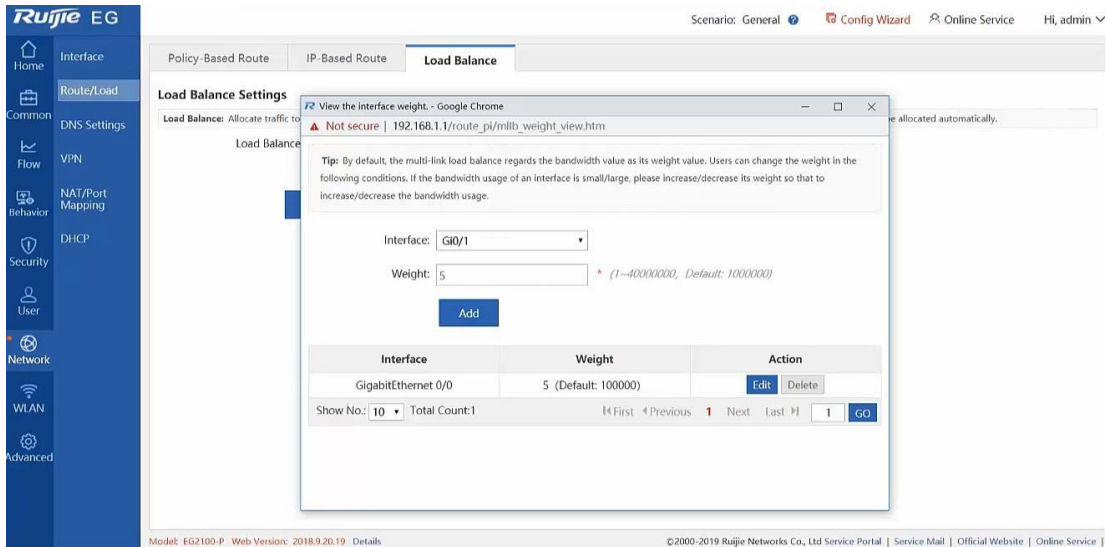 Ruijie EG
Scenario: General ? Config Wizard Online Service Hi, admin
Home
Common
Flow
Behavior
Security
User
Network
WLAN
Advanced
Interface
Route/Load
DNS Settings
VPN
NAT/Port
Mapping
DHCP
Policy-Based Route IP-Based Route Load Balance
Load Balance Settings
Load Balance: Allocate traffic to
e allocated automatically.
Load Balance
View the interface weight. - Google Chrome
Not secure | 192.168.1.1/route_pi/mllb_weight_view.htm
Tip: By default, the multi-link load balance regards the bandwidth value as its weight value. Users can change the weight in the
following conditions. If the bandwidth usage of an interface is small/large, please increase/decrease its weight so that to
increase/decrease the bandwidth usage.
Interface: Gi0/1
Weight: 5 * (1~40000000, Default: 1000000)
Add
Interface Weight Action
GigabitEthernet 0/0 5 (Default: 100000) Edit Delete
Show No.: 10 Total Count:1 First Previous 1 Next Last 1 GO
Model: EG2100-P Web Version: 2018.9.20.19 Details ©2000-2019 Ruijie Networks Co., Ltd Service Portal | Service Mail | Official Website | Online Service |